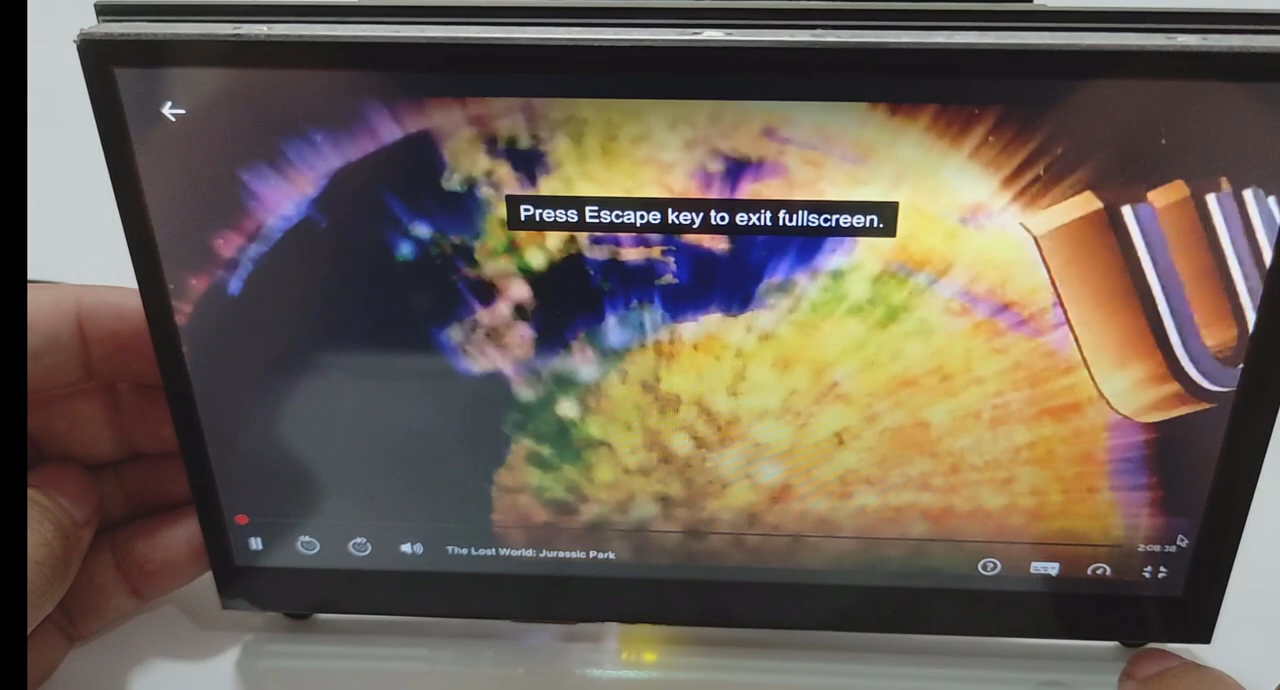 Press Escape key to exit fullscreen.
The Lost World: Jurassic Park
2:08:38